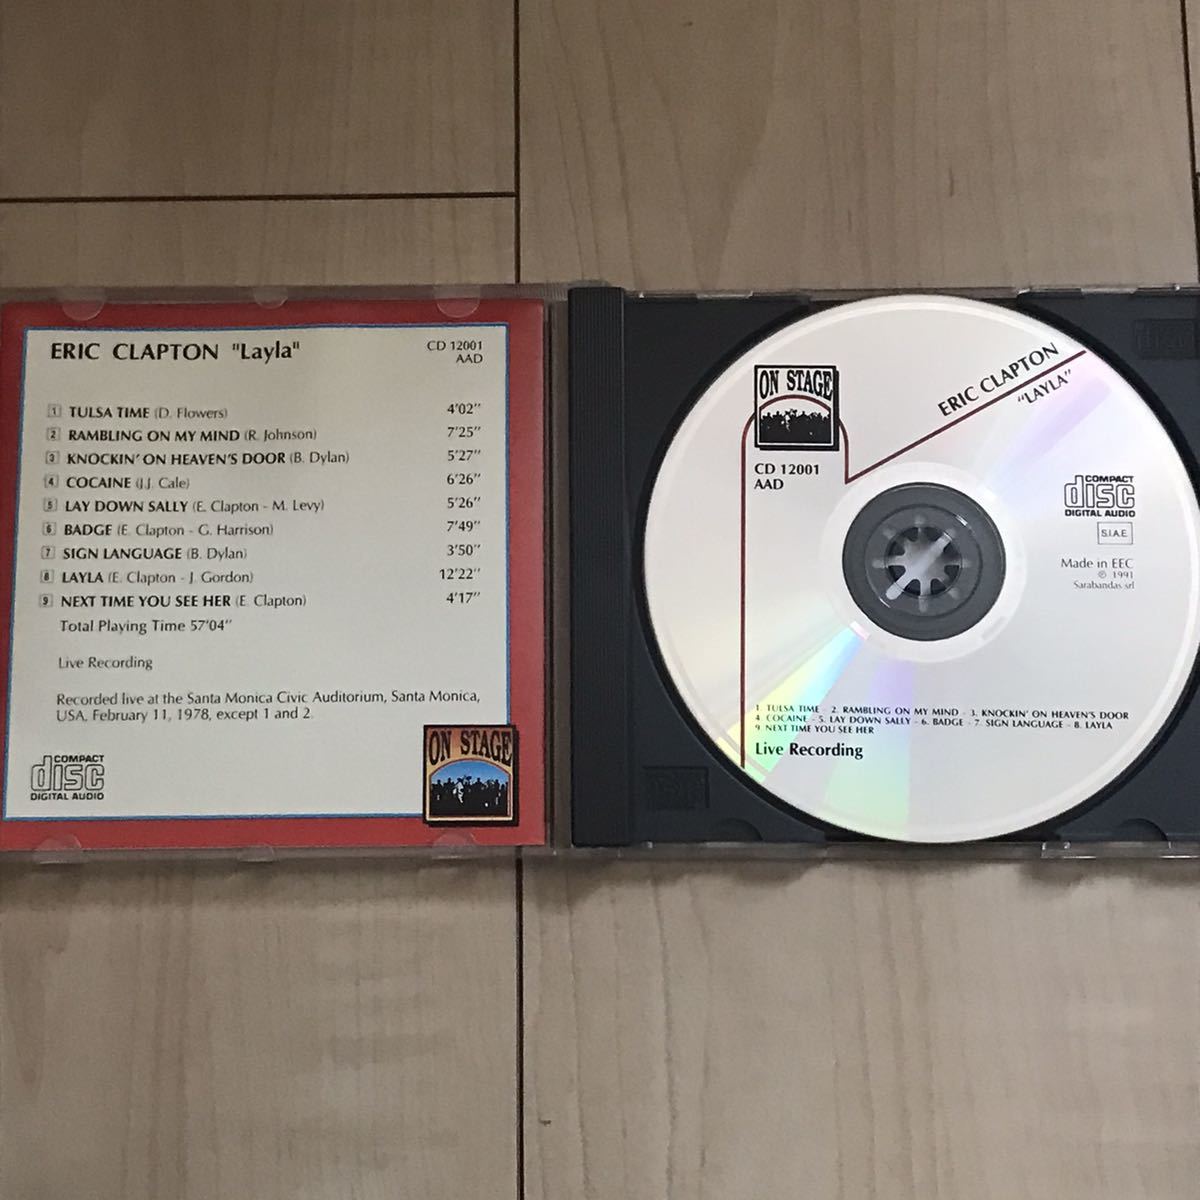 ERIC CLAPTON "Layla"
CD 12001
AAD
1 TULSA TIME (D. Flowers) 4'02"
2 RAMBLING ON MY MIND (R. Johnson) 7'25"
3 KNOCKIN' ON HEAVEN'S DOOR (B. Dylan) 5'27"
4 COCAINE (J.J. Cale) 6'26"
5 LAY DOWN SALLY (E. Clapton - M. Levy) 5'26"
6 BADGE (E. Clapton - G. Harrison) 7'49"
7 SIGN LANGUAGE (B. Dylan) 3'50"
8 LAYLA (E. Clapton - J. Gordon) 12'22"
9 NEXT TIME YOU SEE HER (E. Clapton) 4'17"
Total Playing Time 57'04"
Live Recording
Recorded live at the Santa Monica Civic Auditorium, Santa Monica,
USA, February 11, 1978, except 1 and 2.
COMPACT
disc
DIGITAL AUDIO
ON STAGE
ON STAGE
CD 12001
AAD
ERIC CLAPTON
"LAYLA"
COMPACT
disc
DIGITAL AUDIO
S.I.A.E.
Made in EEC
℗ 1991
Sarabandas srl
1. TULSA TIME - 2. RAMBLING ON MY MIND - 3. KNOCKIN' ON HEAVEN'S DOOR
4. COCAINE - 5. LAY DOWN SALLY - 6. BADGE - 7. SIGN LANGUAGE - 8. LAYLA
9. NEXT TIME YOU SEE HER
Live Recording